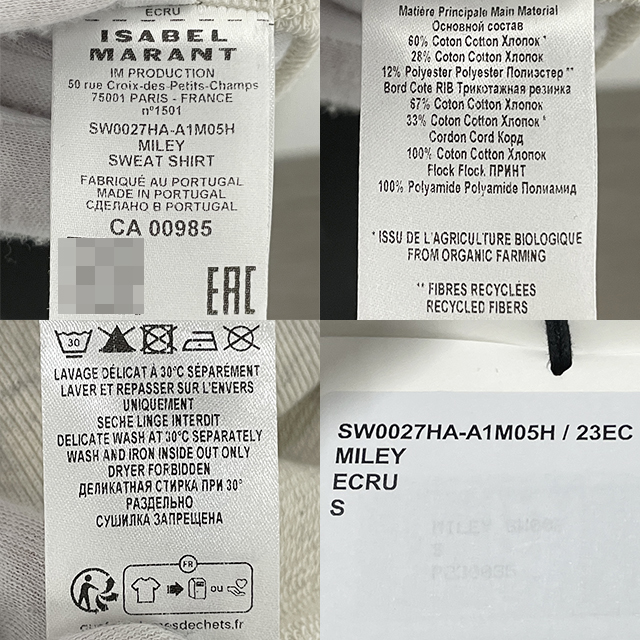 ECRU
ISABEL
MARANT
IM PRODUCTION
50 rue Croix-des-Petits-Champs
75001 PARIS - FRANCE
n°1501
SW0027HA-A1M05H
MILEY
SWEAT SHIRT
FABRIQUÉ AU PORTUGAL
MADE IN PORTUGAL
СДЕЛАНО В PORTUGAL
CA 00985
EAC
Matière Principale Main Material
Основной состав
60% Coton Cotton Хлопок *
28% Coton Cotton Хлопок
12% Polyester Polyester Полиэстер **
Bord Cote RIB Трикотажная резинка
67% Coton Cotton Хлопок
33% Coton Cotton Хлопок *
Cordon Cord Корд
100% Coton Cotton Хлопок
Flock Flock ПРИНТ
100% Polyamide Polyamide Полиамид
* ISSU DE L'AGRICULTURE BIOLOGIQUE
FROM ORGANIC FARMING
** FIBRES RECYCLÉES
RECYCLED FIBERS
30
LAVAGE DÉLICAT À 30°C SÉPARÉMENT
LAVER ET REPASSER SUR L'ENVERS
UNIQUEMENT
SECHE LINGE INTERDIT
DELICATE WASH AT 30°C SEPARATELY
WASH AND IRON INSIDE OUT ONLY
DRYER FORBIDDEN
ДЕЛИКАТНАЯ СТИРКА ПРИ 30°
РАЗДЕЛЬНО
СУШИЛКА ЗАПРЕЩЕНА
FR
OU
SW0027HA-A1M05H / 23EC
MILEY
ECRU
S